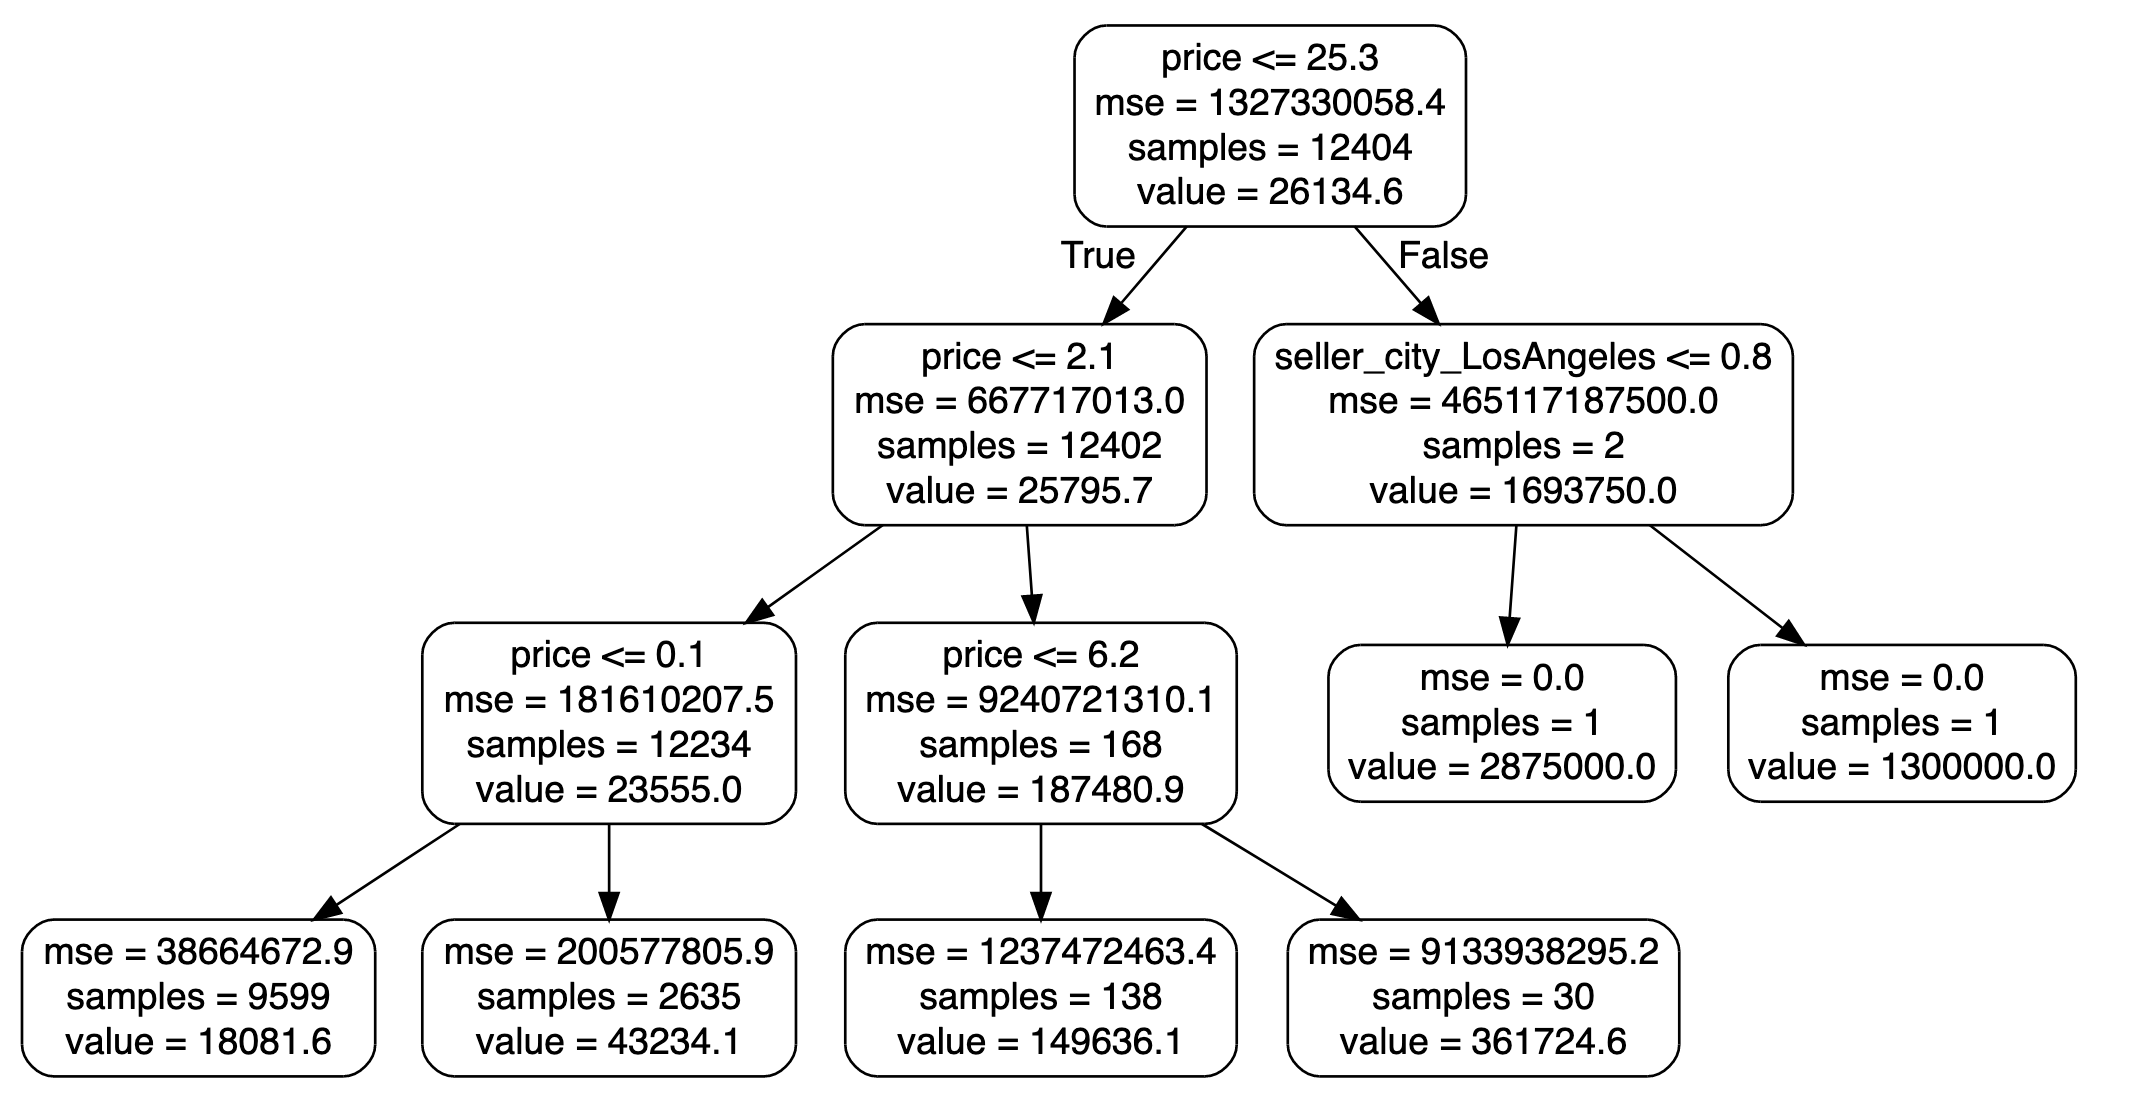 price <= 25.3
mse = 1327330058.4
samples = 12404
value = 26134.6
True
False
price <= 2.1
mse = 667717013.0
samples = 12402
value = 25795.7
seller_city_LosAngeles <= 0.8
mse = 465117187500.0
samples = 2
value = 1693750.0
price <= 0.1
mse = 181610207.5
samples = 12234
value = 23555.0
price <= 6.2
mse = 9240721310.1
samples = 168
value = 187480.9
mse = 0.0
samples = 1
value = 2875000.0
mse = 0.0
samples = 1
value = 1300000.0
mse = 38664672.9
samples = 9599
value = 18081.6
mse = 200577805.9
samples = 2635
value = 43234.1
mse = 1237472463.4
samples = 138
value = 149636.1
mse = 9133938295.2
samples = 30
value = 361724.6